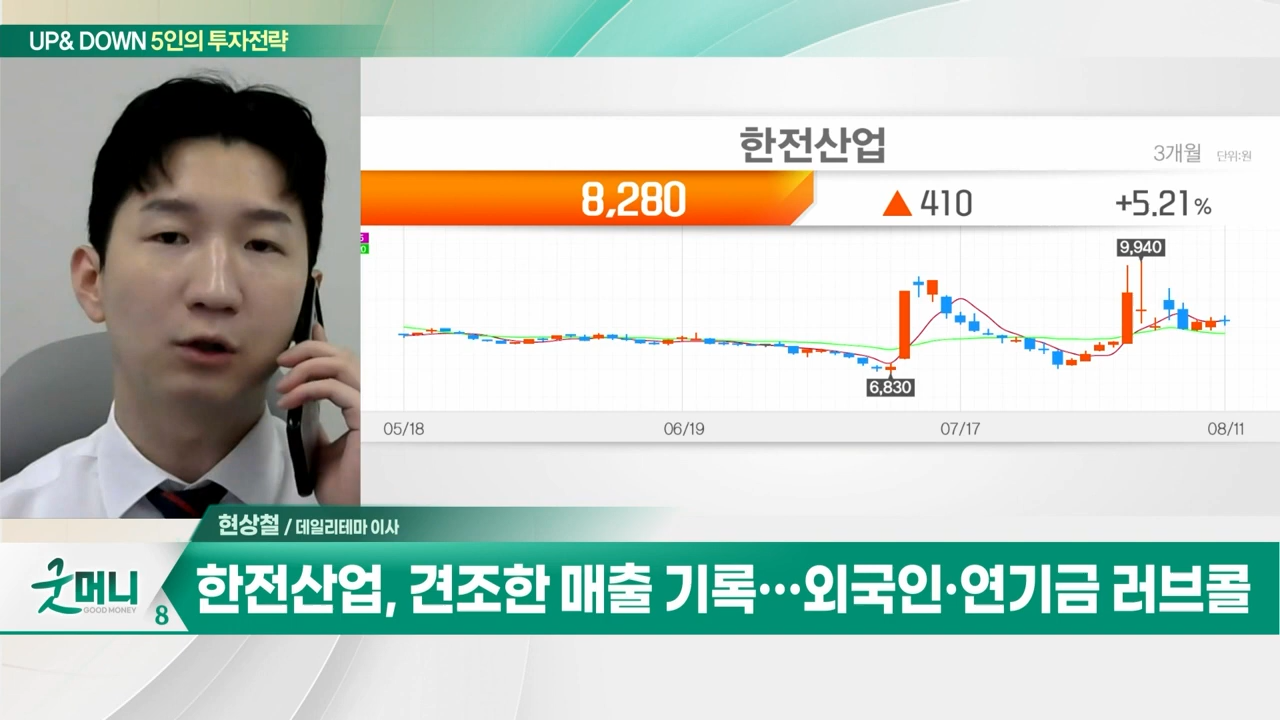 UP& DOWN 5인의 투자전략
한전산업
3개월 단위:원
8,280 ▲ 410 +5.21%
9,940
6,830
05/18 06/19 07/17 08/11
현상철 / 데일리테마 이사
굿머니
GOOD MONEY
8
한전산업, 견조한 매출 기록…외국인·연기금 러브콜